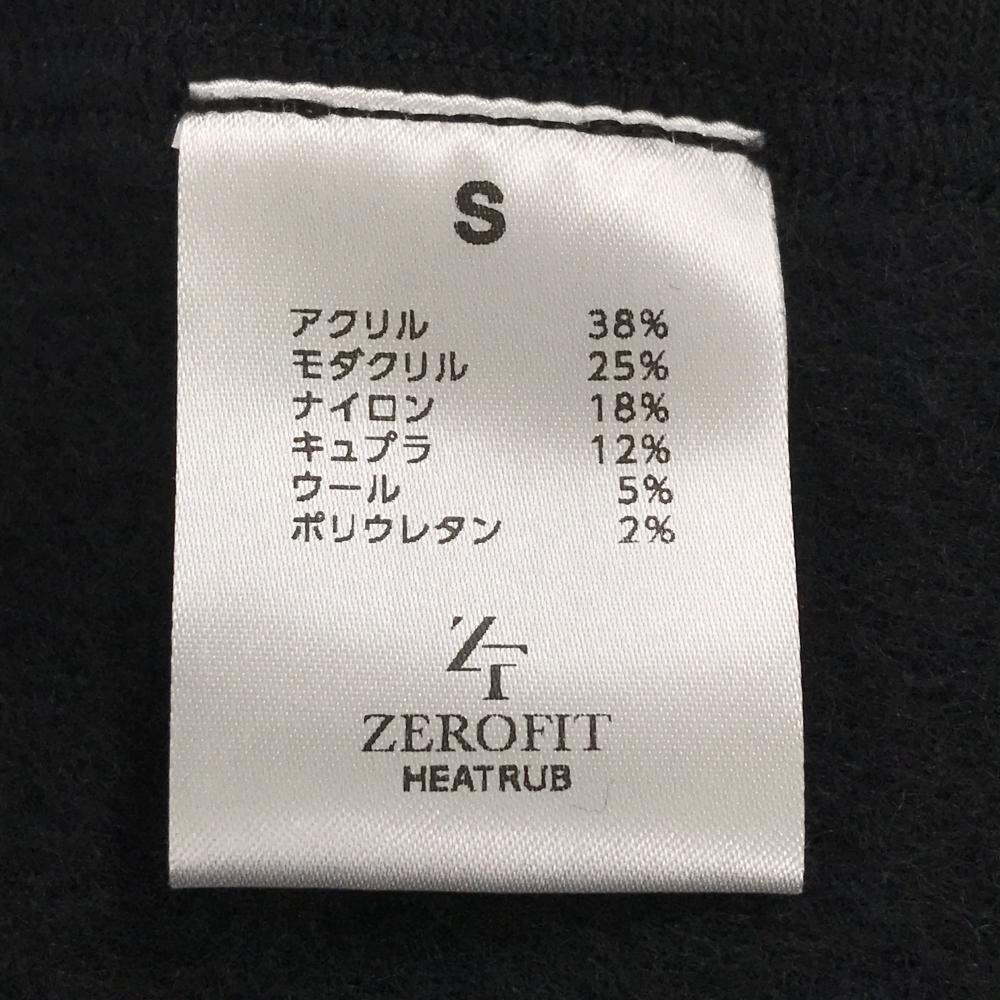 S
アクリル 38%
モダクリル 25%
ナイロン 18%
キュプラ 12%
ウール 5%
ポリウレタン 2%
ZT
ZEROFIT
HEATRUB